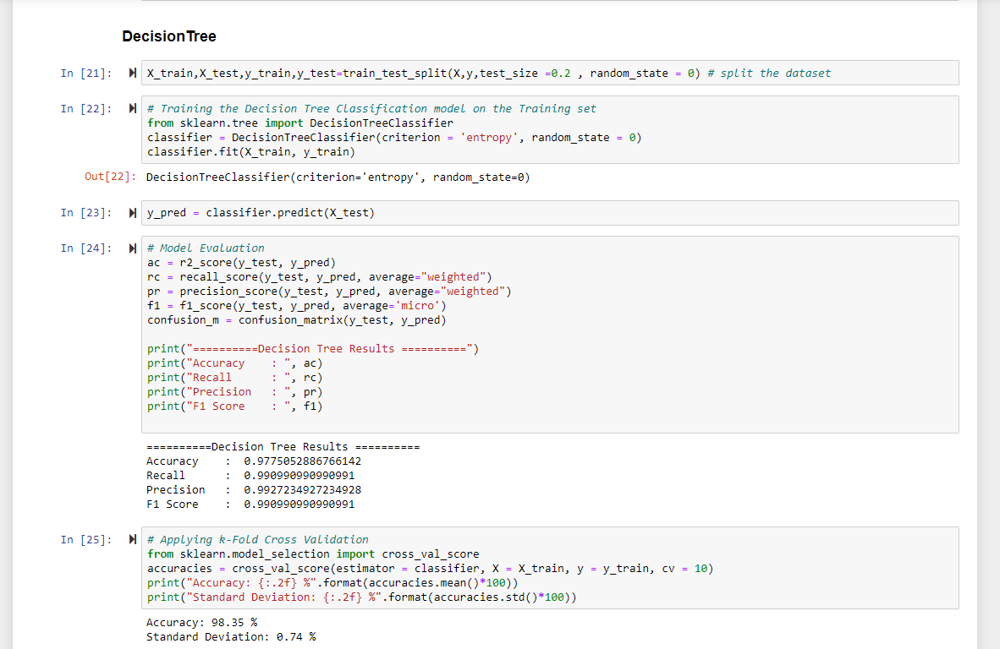 DecisionTree
In [21]: X_train,X_test,y_train,y_test=train_test_split(X,y,test_size =0.2 , random_state = 0) # split the dataset
In [22]: # Training the Decision Tree Classification model on the Training set
from sklearn.tree import DecisionTreeClassifier
classifier = DecisionTreeClassifier(criterion = 'entropy', random_state = 0)
classifier.fit(X_train, y_train)
Out[22]: DecisionTreeClassifier(criterion='entropy', random_state=0)
In [23]: y_pred = classifier.predict(X_test)
In [24]: # Model Evaluation
ac = r2_score(y_test, y_pred)
rc = recall_score(y_test, y_pred, average="weighted")
pr = precision_score(y_test, y_pred, average="weighted")
f1 = f1_score(y_test, y_pred, average='micro')
confusion_m = confusion_matrix(y_test, y_pred)
print("==========Decision Tree Results ==========")
print("Accuracy    : ", ac)
print("Recall      : ", rc)
print("Precision   : ", pr)
print("F1 Score    : ", f1)
==========Decision Tree Results ==========
Accuracy    :  0.9775052886766142
Recall      :  0.990990990990991
Precision   :  0.9927234927234928
F1 Score    :  0.990990990990991
In [25]: # Applying k-Fold Cross Validation
from sklearn.model_selection import cross_val_score
accuracies = cross_val_score(estimator = classifier, X = X_train, y = y_train, cv = 10)
print("Accuracy: {:.2f} %".format(accuracies.mean()*100))
print("Standard Deviation: {:.2f} %".format(accuracies.std()*100))
Accuracy: 98.35 %
Standard Deviation: 0.74 %